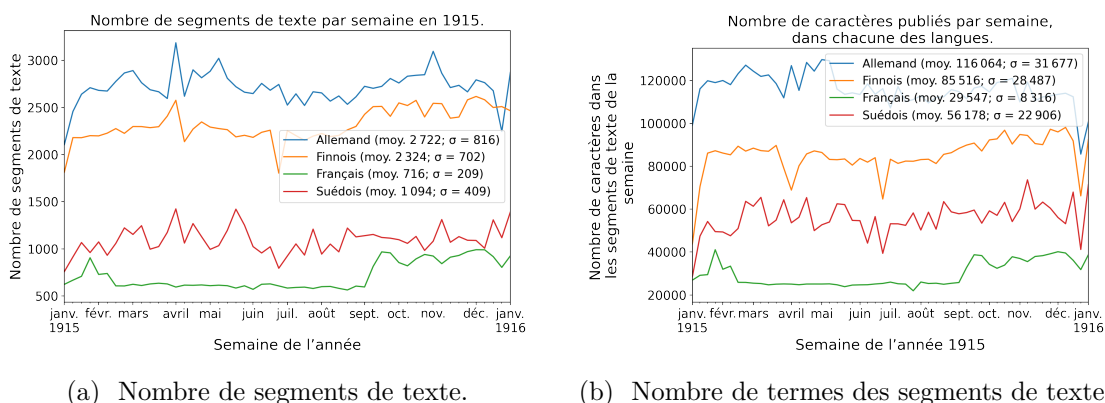 Nombre de segments de texte par semaine en 1915.
Nombre de segments de texte
3000
2500
2000
1500
1000
500
Allemand (moy. 2 722; σ = 816)
Finnois (moy. 2 324; σ = 702)
Français (moy. 716; σ = 209)
Suédois (moy. 1 094; σ = 409)
janv. févr. mars avril mai juin juil. août sept. oct. nov. déc. janv.
1915 1916
Semaine de l’année
(a) Nombre de segments de texte.
Nombre de caractères publiés par semaine,
dans chacune des langues.
Nombre de caractères dans
les segments de texte de la
semaine
120000
100000
80000
60000
40000
20000
Allemand (moy. 116 064; σ = 31 677)
Finnois (moy. 85 516; σ = 28 487)
Français (moy. 29 547; σ = 8 316)
Suédois (moy. 56 178; σ = 22 906)
janv. févr. mars avril mai juin juil. août sept. oct. nov. déc. janv.
1915 1916
Semaine de l’année 1915
(b) Nombre de termes des segments de texte